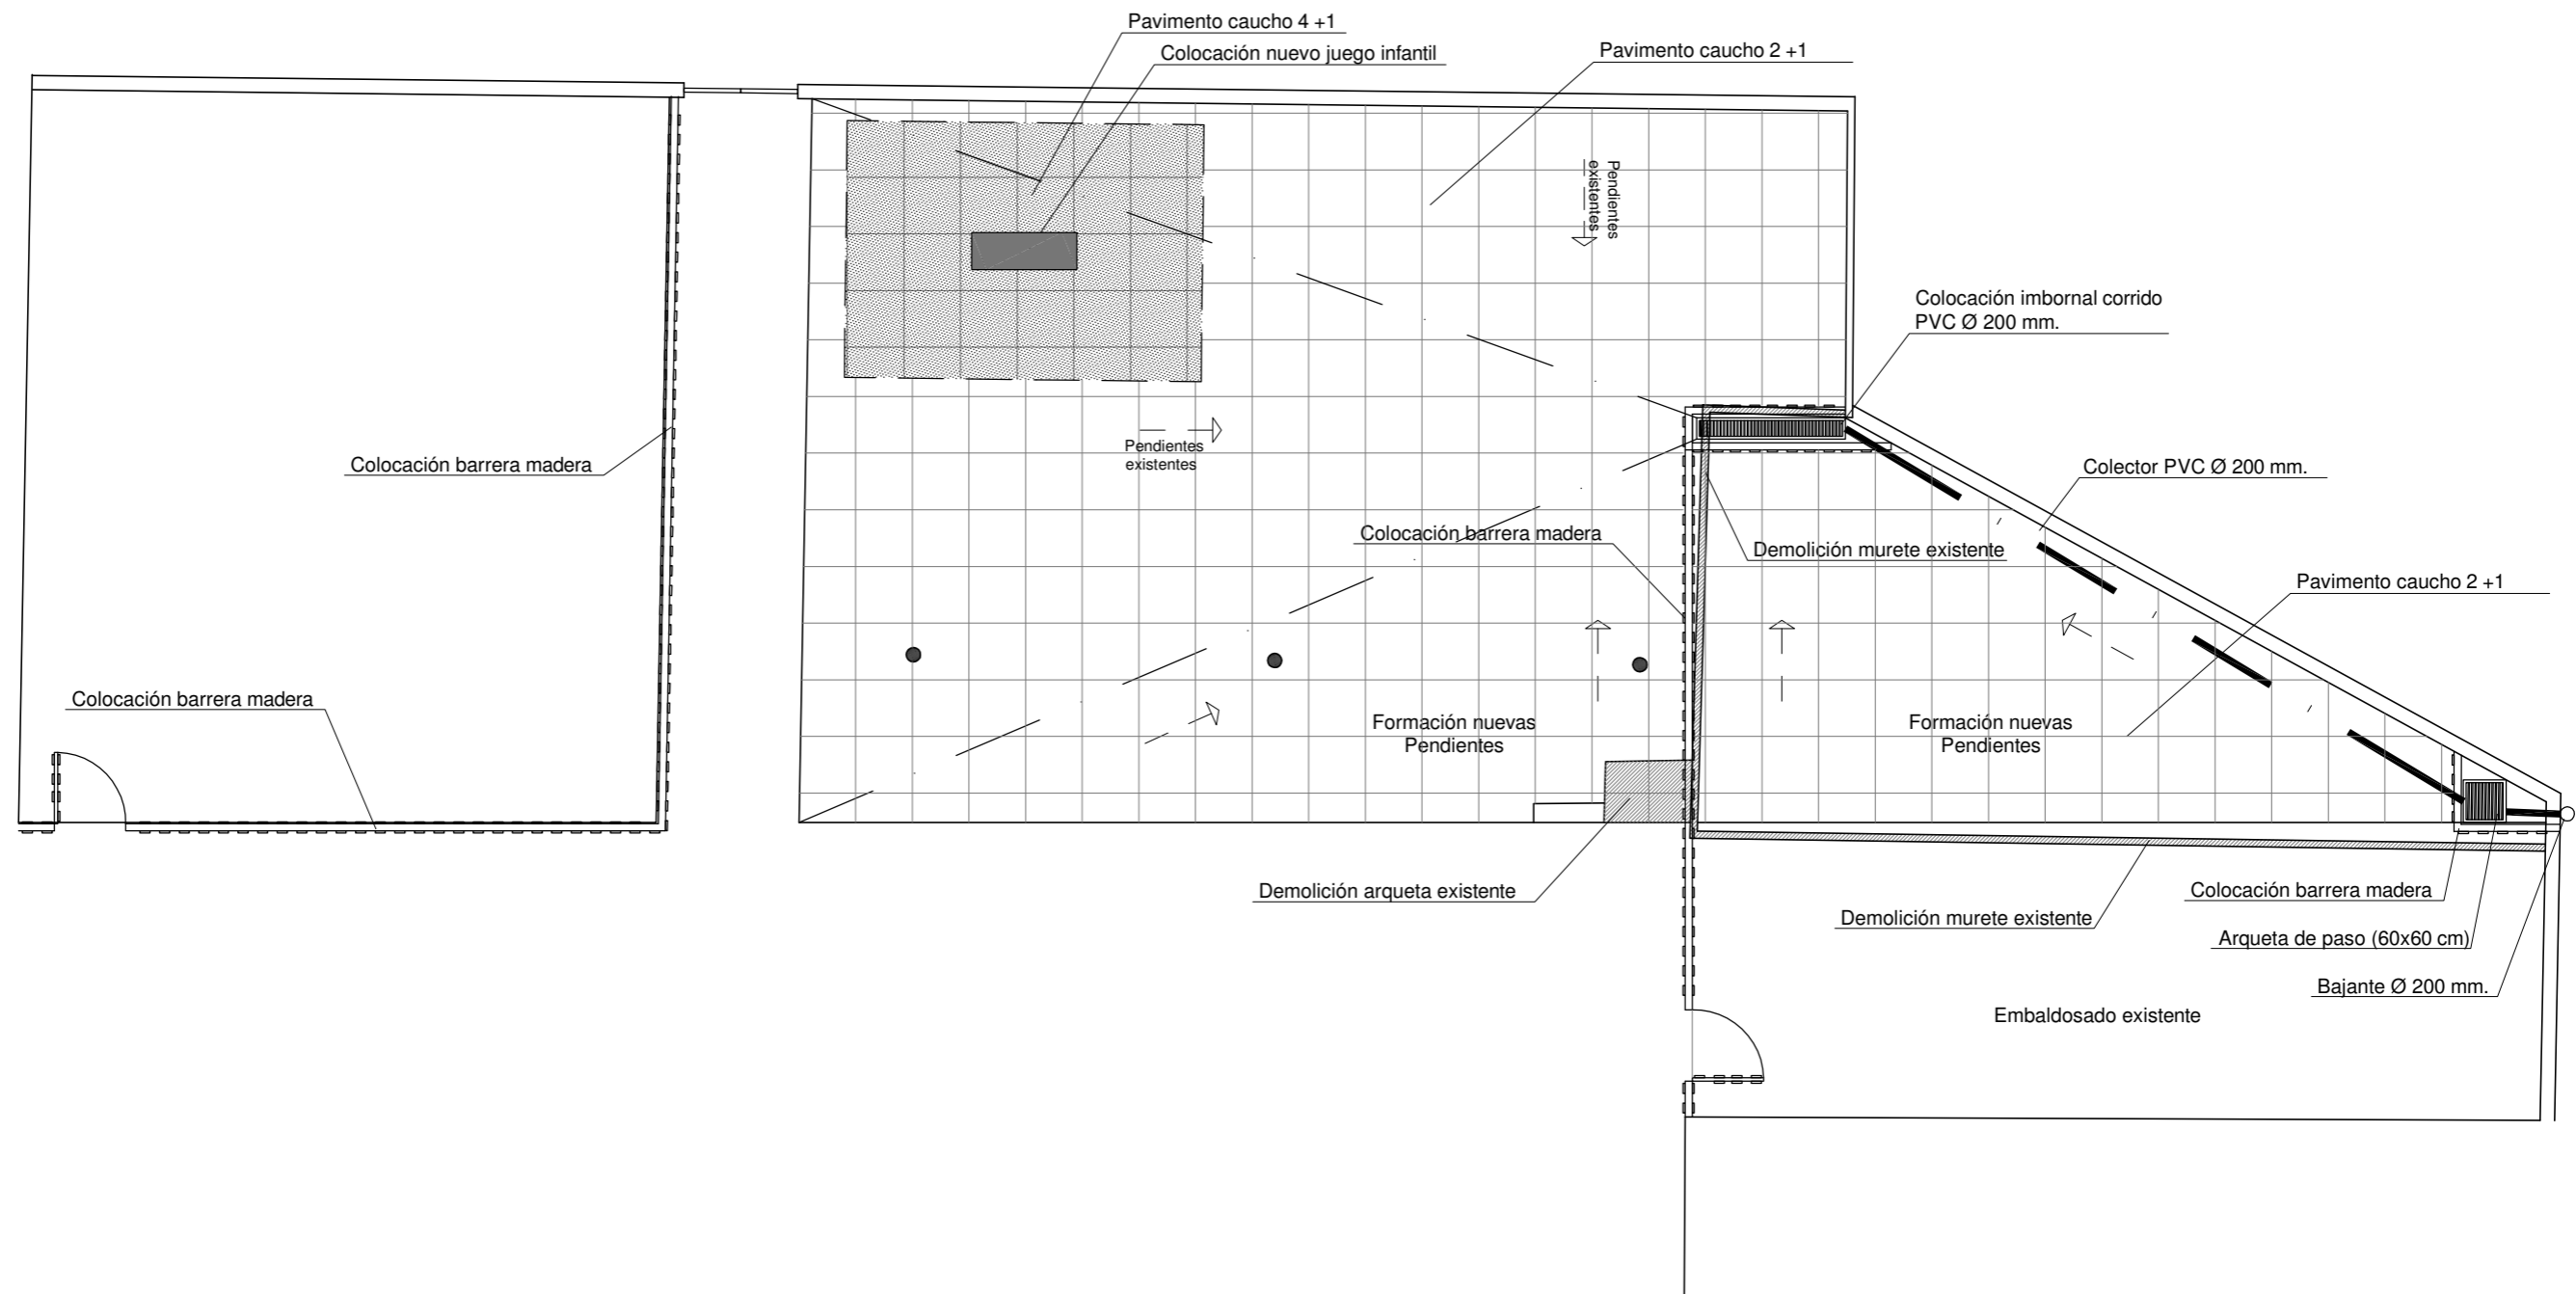 Pavimento caucho 4 +1
Colocación nuevo juego infantil
Pavimento caucho 2 +1
Pendientes
existentes
Colocación imbornal corrido
PVC Ø 200 mm.
Pendientes
existentes
Colocación barrera madera
Colector PVC Ø 200 mm.
Colocación barrera madera
Demolición murete existente
Pavimento caucho 2 +1
Colocación barrera madera
Formación nuevas
Pendientes
Formación nuevas
Pendientes
Demolición arqueta existente
Colocación barrera madera
Demolición murete existente
Arqueta de paso (60x60 cm)
Bajante Ø 200 mm.
Embaldosado existente